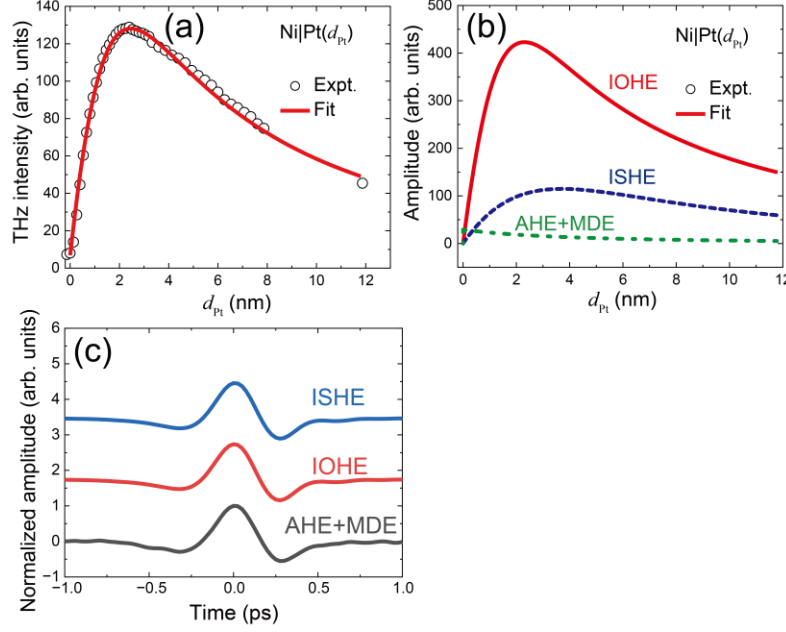 (a)
Ni|Pt(dPt)
Expt.
Fit
THz intensity (arb. units)
140
120
100
80
60
40
20
0
0
2
4
6
8
10
12
dPt (nm)
(b)
Ni|Pt(dPt)
IOHE
Expt.
Fit
ISHE
AHE+MDE
Amplitude (arb. units)
500
400
300
200
100
0
0
2
4
6
8
10
12
dPt (nm)
(c)
ISHE
IOHE
AHE+MDE
Normalized amplitude (arb. units)
6
5
4
3
2
1
0
−1
−1.0
−0.5
0.0
0.5
1.0
Time (ps)